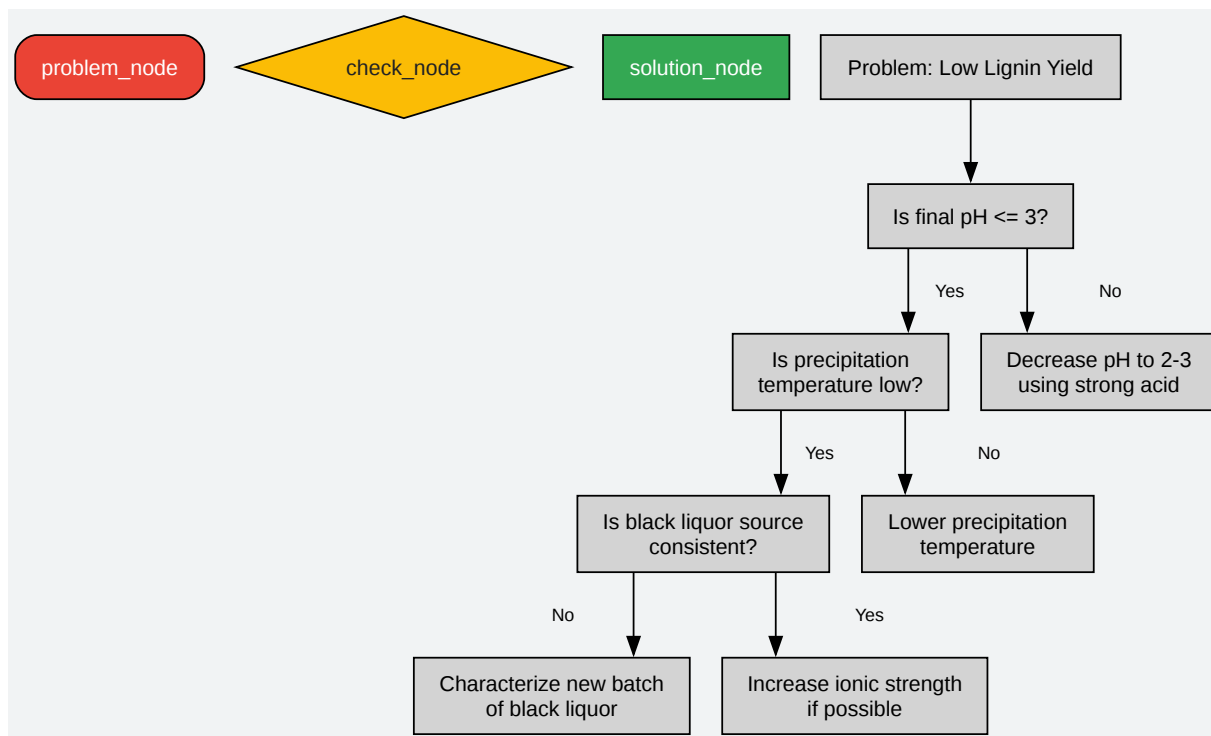 problem_node
check_node
solution_node
Problem: Low Lignin Yield
Is final pH <= 3?
Yes
No
Is precipitation
temperature low?
Decrease pH to 2-3
using strong acid
Yes
No
Is black liquor source
consistent?
Lower precipitation
temperature
No
Yes
Characterize new batch
of black liquor
Increase ionic strength
if possible